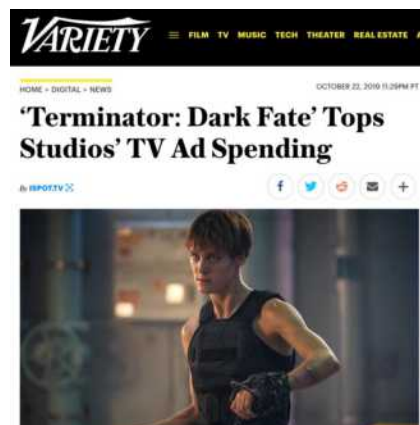 VARIETY
FILM TV MUSIC TECH THEATER REAL ESTATE
HOME > DIGITAL > NEWS
OCTOBER 22, 2019 11:29PM PT
‘Terminator: Dark Fate’ Tops
Studios’ TV Ad Spending
By ISPOT.TV